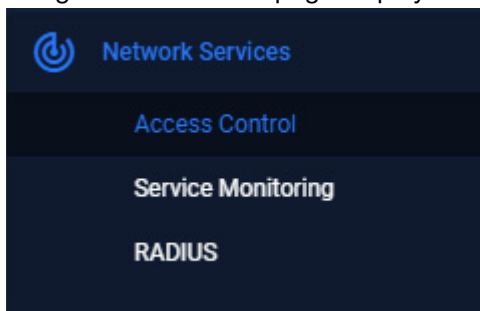 Network Services
Access Control
Service Monitoring
RADIUS